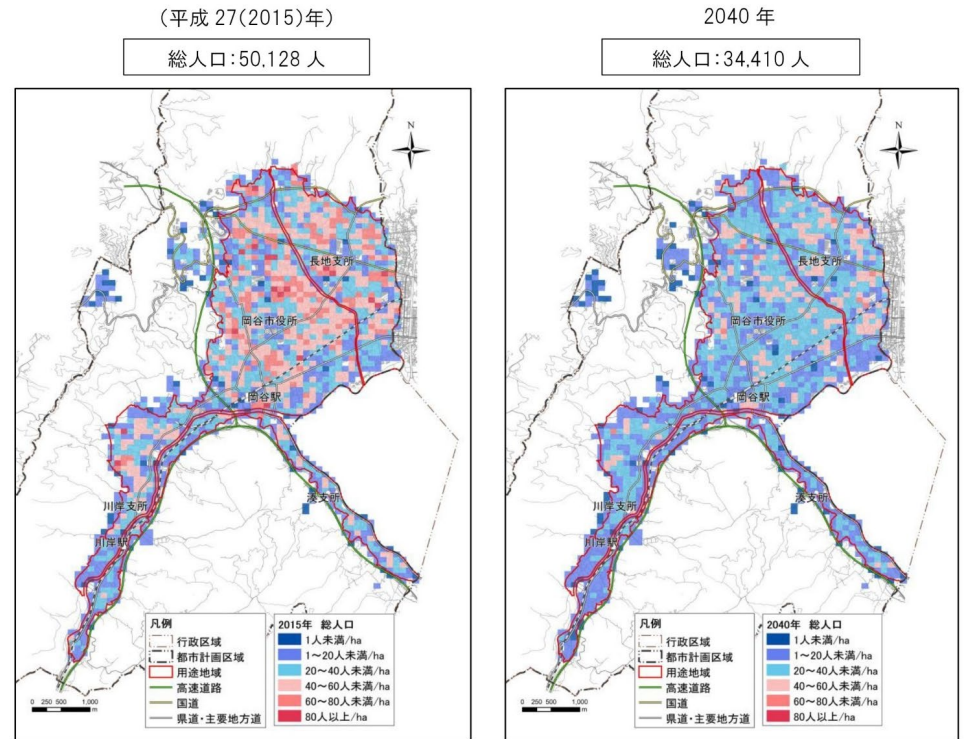 (平成 27(2015)年)
総人口:50,128 人
N
長地支所
岡谷市役所
岡谷駅
川岸支所
湊支所
川岸駅
凡例
行政区域
都市計画区域
用途地域
高速道路
国道
県道・主要地方道
2015年 総人口
1人未満/ha
1~20人未満/ha
20~40人未満/ha
40~60人未満/ha
60~80人未満/ha
80人以上/ha
0 250 500 1,000
m
2040 年
総人口:34,410 人
N
長地支所
岡谷市役所
岡谷駅
川岸支所
湊支所
川岸駅
凡例
行政区域
都市計画区域
用途地域
高速道路
国道
県道・主要地方道
2040年 総人口
1人未満/ha
1~20人未満/ha
20~40人未満/ha
40~60人未満/ha
60~80人未満/ha
80人以上/ha
0 250 500 1,000
m